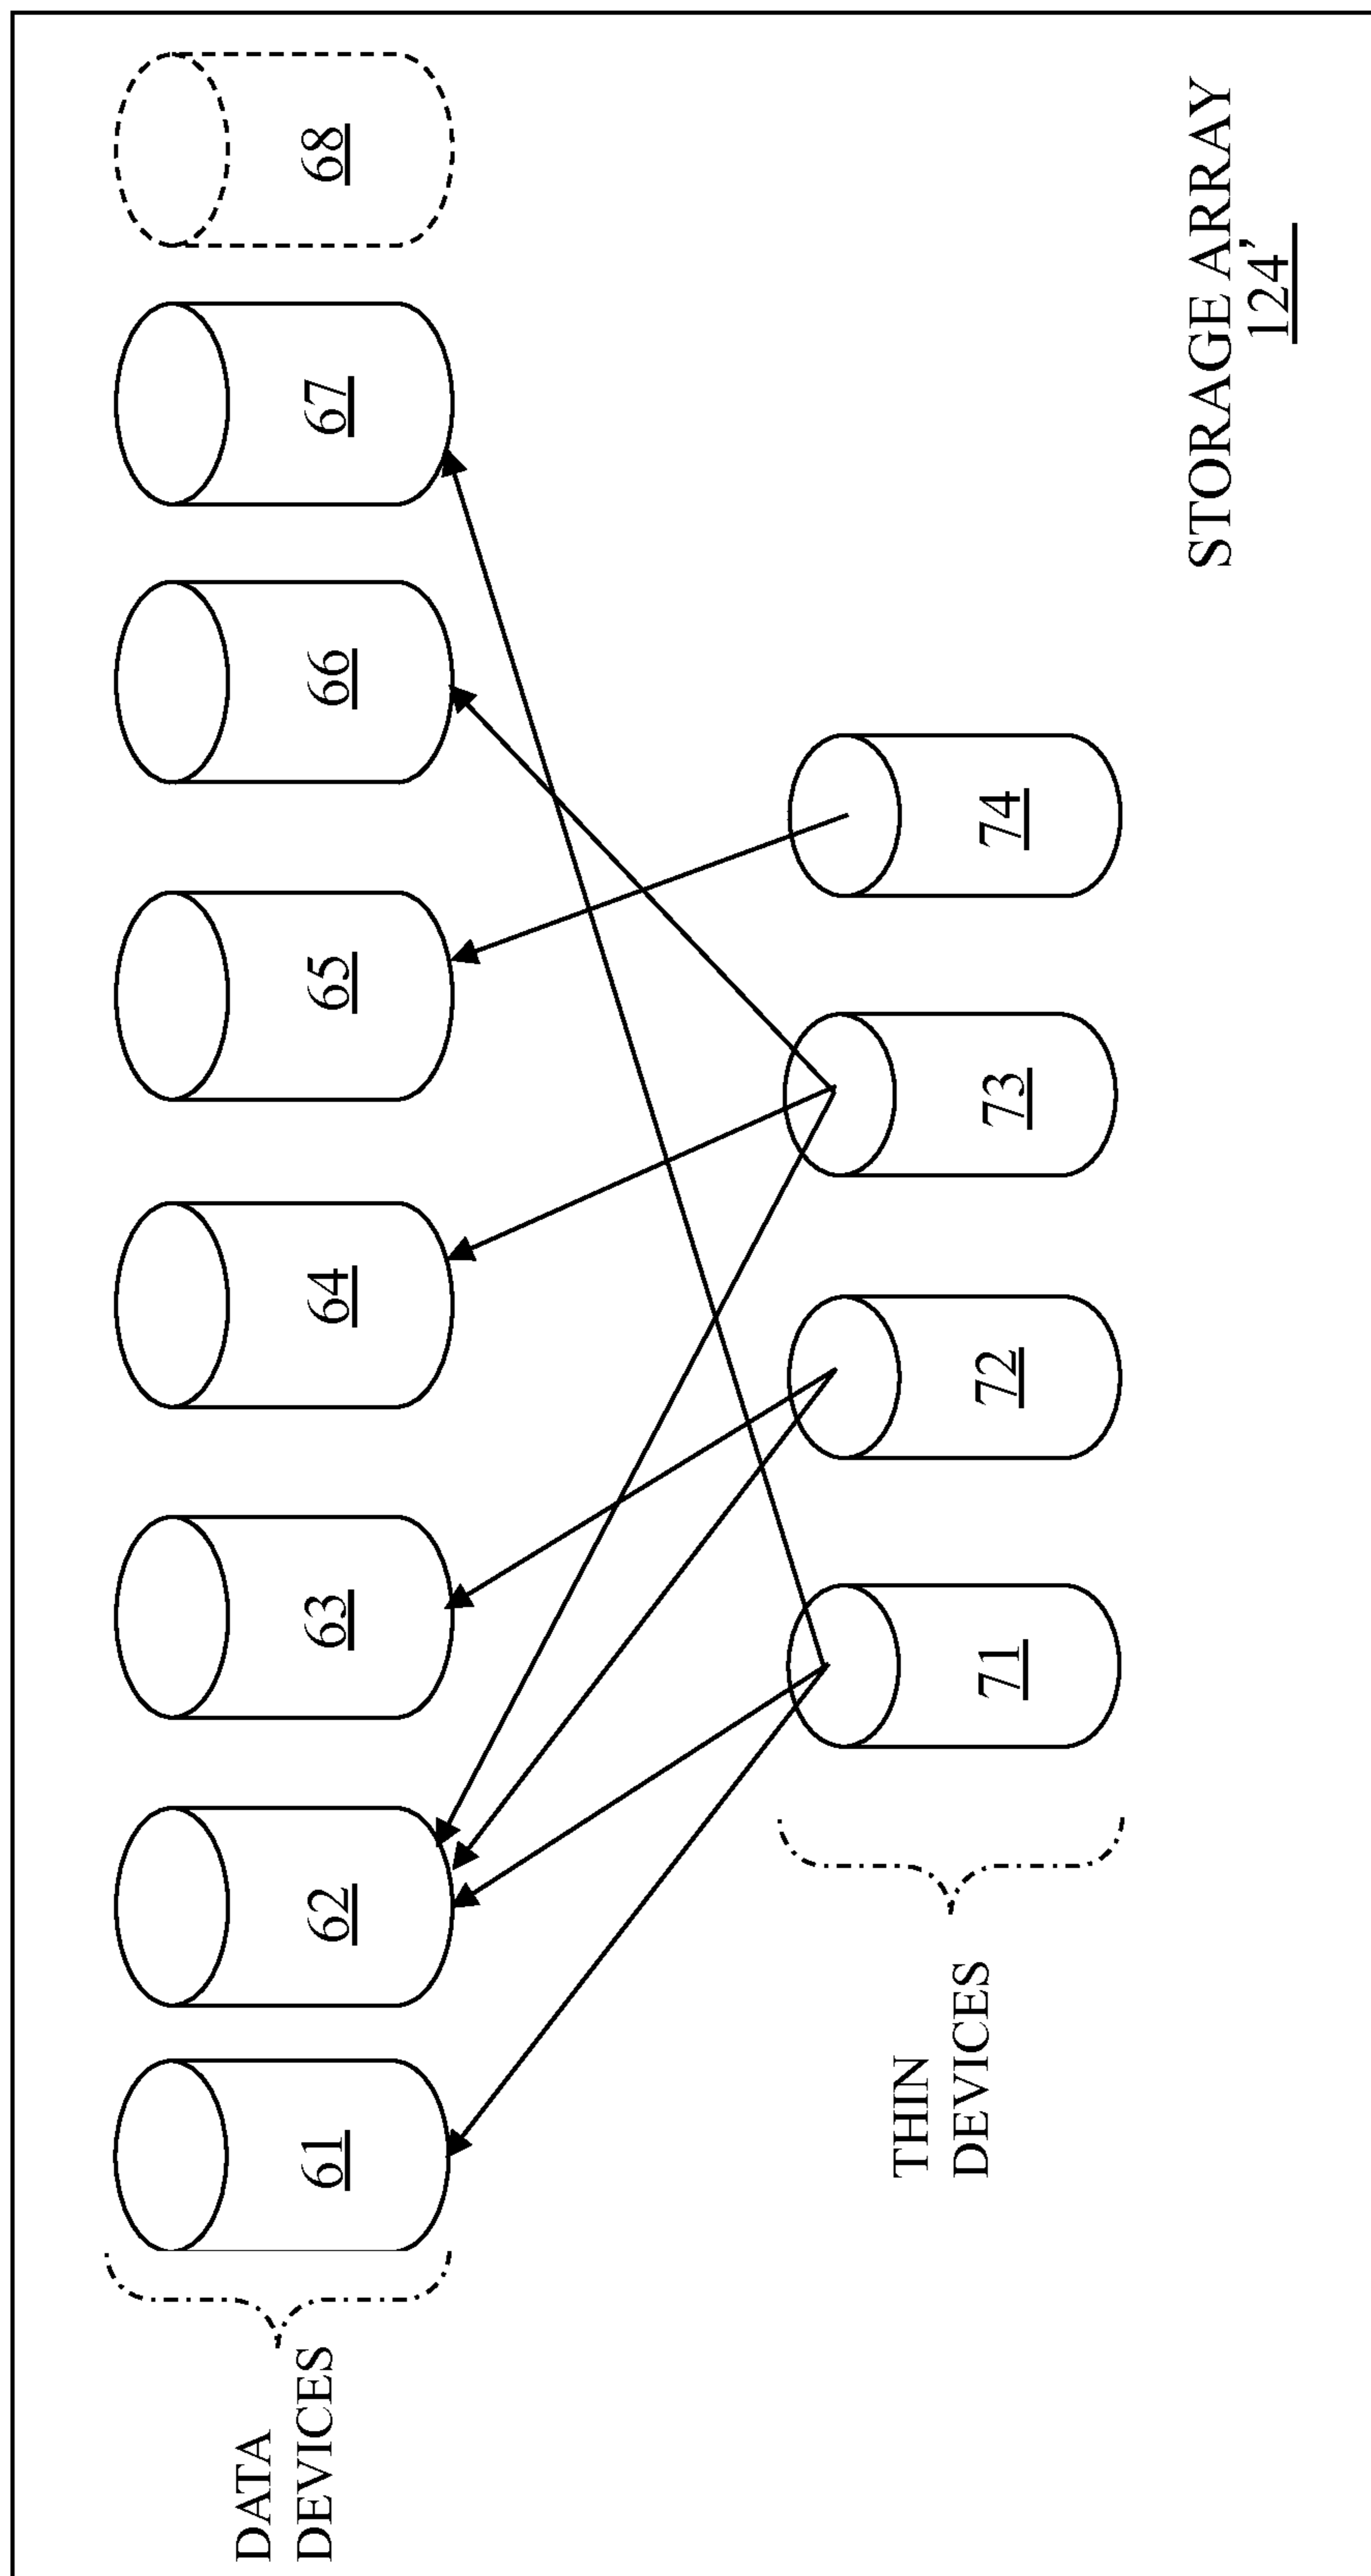 DATA
DEVICES
61
62
63
64
65
66
67
68
THIN
DEVICES
71
72
73
74
STORAGE ARRAY
124’